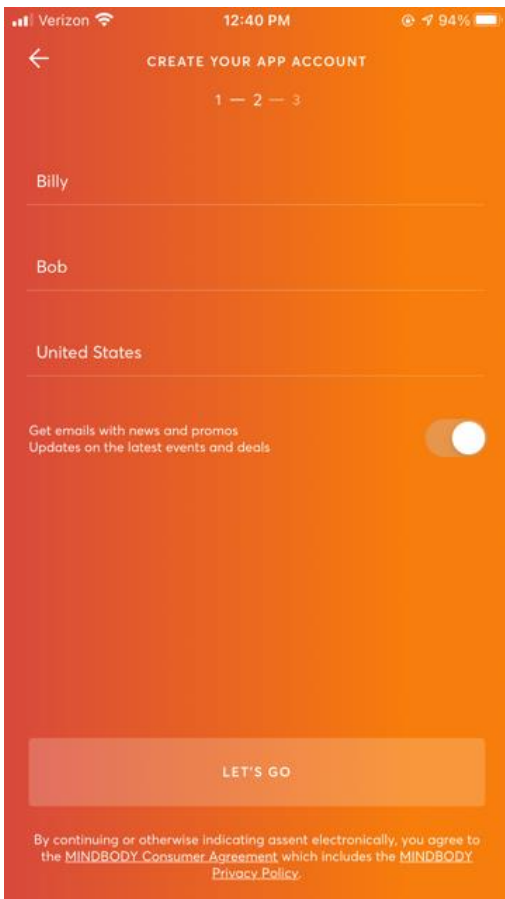 Verizon 12:40 PM 94%
CREATE YOUR APP ACCOUNT
1 — 2 — 3
Billy
Bob
United States
Get emails with news and promos
Updates on the latest events and deals
LET'S GO
By continuing or otherwise indicating assent electronically, you agree to
the MINDBODY Consumer Agreement which includes the MINDBODY
Privacy Policy.